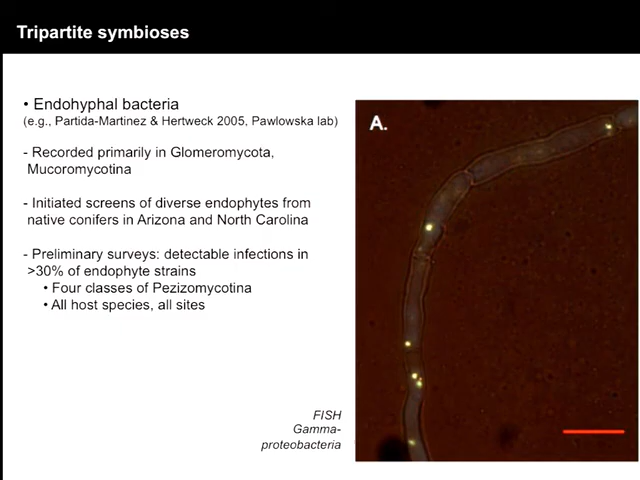 Tripartite symbioses
• Endohyphal bacteria
(e.g., Partida-Martinez & Hertweck 2005, Pawlowska lab)
- Recorded primarily in Glomeromycota,
Mucoromycotina
- Initiated screens of diverse endophytes from
native conifers in Arizona and North Carolina
- Preliminary surveys: detectable infections in
>30% of endophyte strains
• Four classes of Pezizomycotina
• All host species, all sites
A.
FISH
Gamma-
proteobacteria